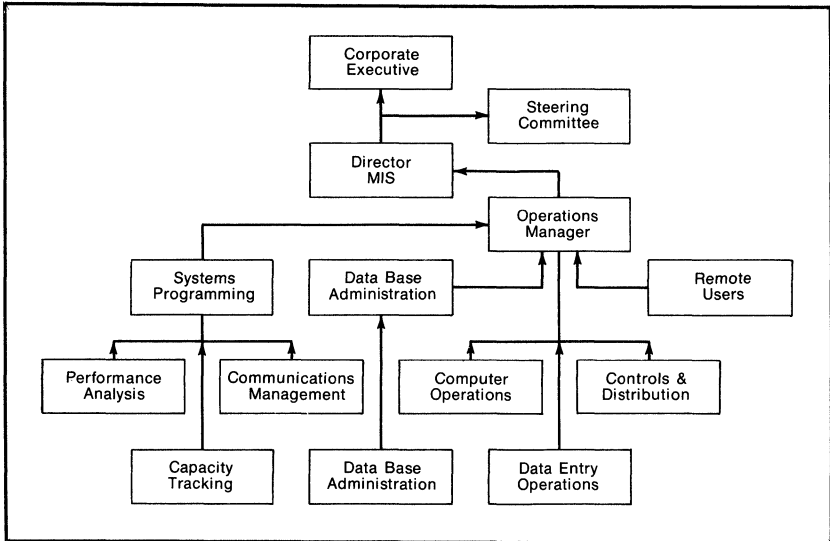 Corporate
Executive
Steering
Committee
Director
MIS
Operations
Manager
Systems
Programming
Data Base
Administration
Remote
Users
Performance
Analysis
Communications
Management
Computer
Operations
Controls &
Distribution
Capacity
Tracking
Data Base
Administration
Data Entry
Operations